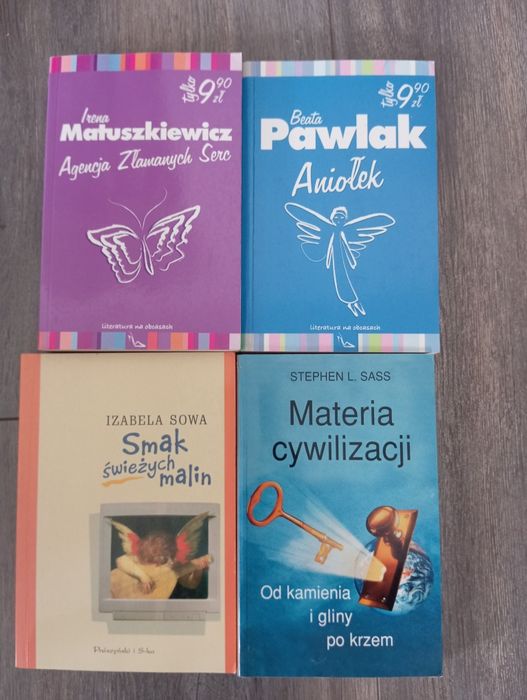 tylko 9 90 zł
Irena
Matuszkiewicz
Agencja Złamanych Serc
Literatura na obcasach
tylko 9 90 zł
Beata
Pawlak
Aniołek
Literatura na obcasach
IZABELA SOWA
Smak
świeżych
malin
Prószyński i S-ka
STEPHEN L. SASS
Materia
cywilizacji
Od kamienia
i gliny
po krzem